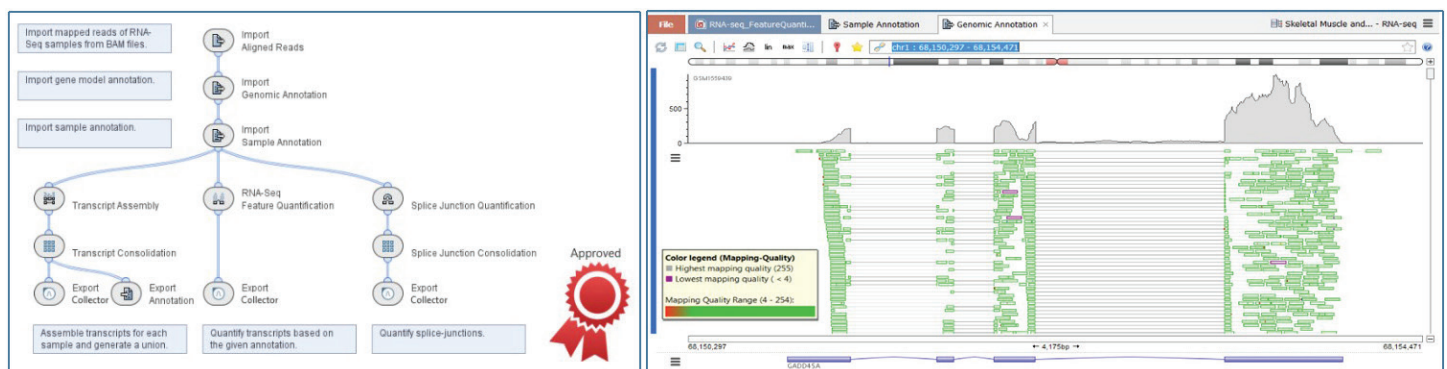 Import mapped reads of RNA-
Seq samples from BAM files.
Import
Aligned Reads
Import gene model annotation.
Import
Genomic Annotation
Import sample annotation.
Import
Sample Annotation
Transcript Assembly
RNA-Seq
Feature Quantification
Splice Junction Quantification
Transcript Consolidation
Splice Junction Consolidation
Approved
Export
Collector
Export
Annotation
Export
Collector
Export
Collector
Assemble transcripts for each
sample and generate a union.
Quantify transcripts based on
the given annotation.
Quantify splice-junctions.
File
RNA-seq_FeatureQuanti...
Sample Annotation
Genomic Annotation
Skeletal Muscle and... - RNA-seq
lin
chr1 : 68,150,297 - 68,154,471
500
0
Color legend (Mapping-Quality)
Highest mapping quality (255)
Lowest mapping quality ( < 4)
Mapping Quality Range (4 - 254):
68,150,297
4,175bp
68,154,471
GADD45A